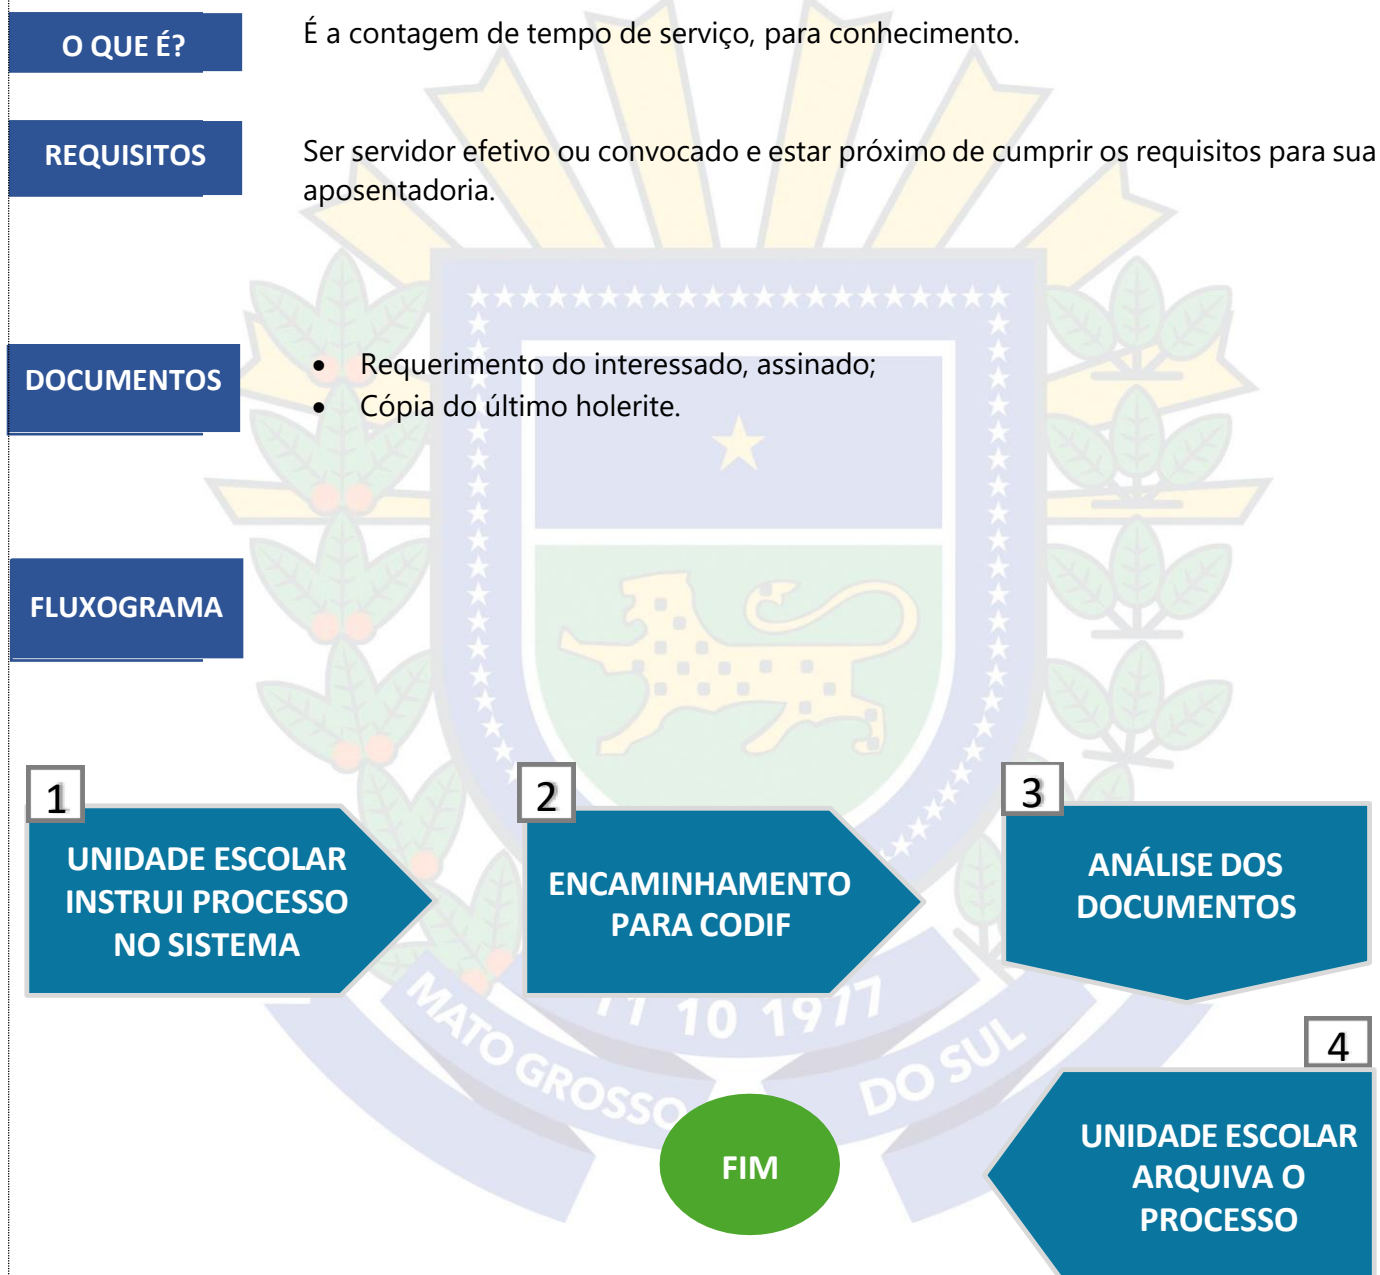 O QUE É?
É a contagem de tempo de serviço, para conhecimento.
REQUISITOS
Ser servidor efetivo ou convocado e estar próximo de cumprir os requisitos para sua
aposentadoria.
DOCUMENTOS
• Requerimento do interessado, assinado;
• Cópia do último holerite.
FLUXOGRAMA
1
UNIDADE ESCOLAR
INSTRUI PROCESSO
NO SISTEMA
2
ENCAMINHAMENTO
PARA CODIF
3
ANÁLISE DOS
DOCUMENTOS
4
UNIDADE ESCOLAR
ARQUIVA O
PROCESSO
FIM
11 10 1977
MATO GROSSO DO SUL